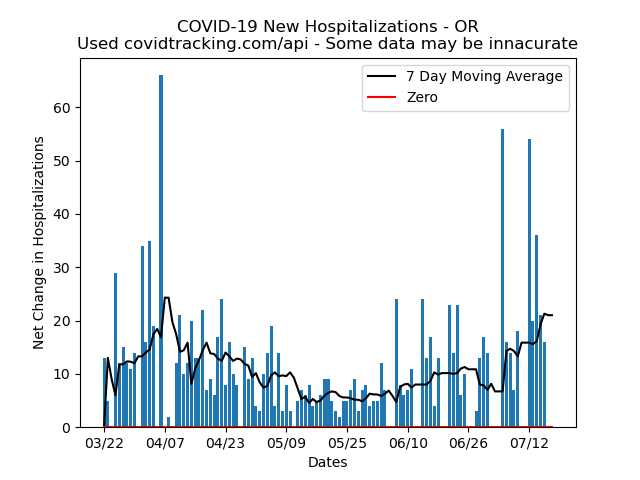 COVID-19 New Hospitalizations - OR
Used covidtracking.com/api - Some data may be innacurate
7 Day Moving Average
Zero
Net Change in Hospitalizations
60
50
40
30
20
10
0
03/22 04/07 04/23 05/09 05/25 06/10 06/26 07/12
Dates